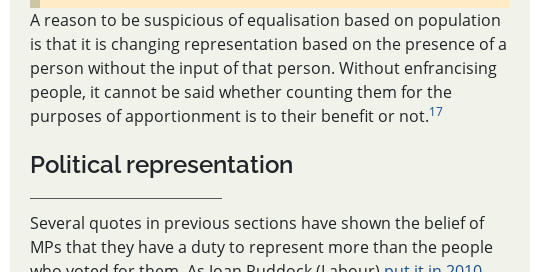 A reason to be suspicious of equalisation based on population
is that it is changing representation based on the presence of a
person without the input of that person. Without enfrancising
people, it cannot be said whether counting them for the
purposes of apportionment is to their benefit or not.17
Political representation
Several quotes in previous sections have shown the belief of
MPs that they have a duty to represent more than the people
who voted for them. As Joan Ruddock (Labour) put it in 2010